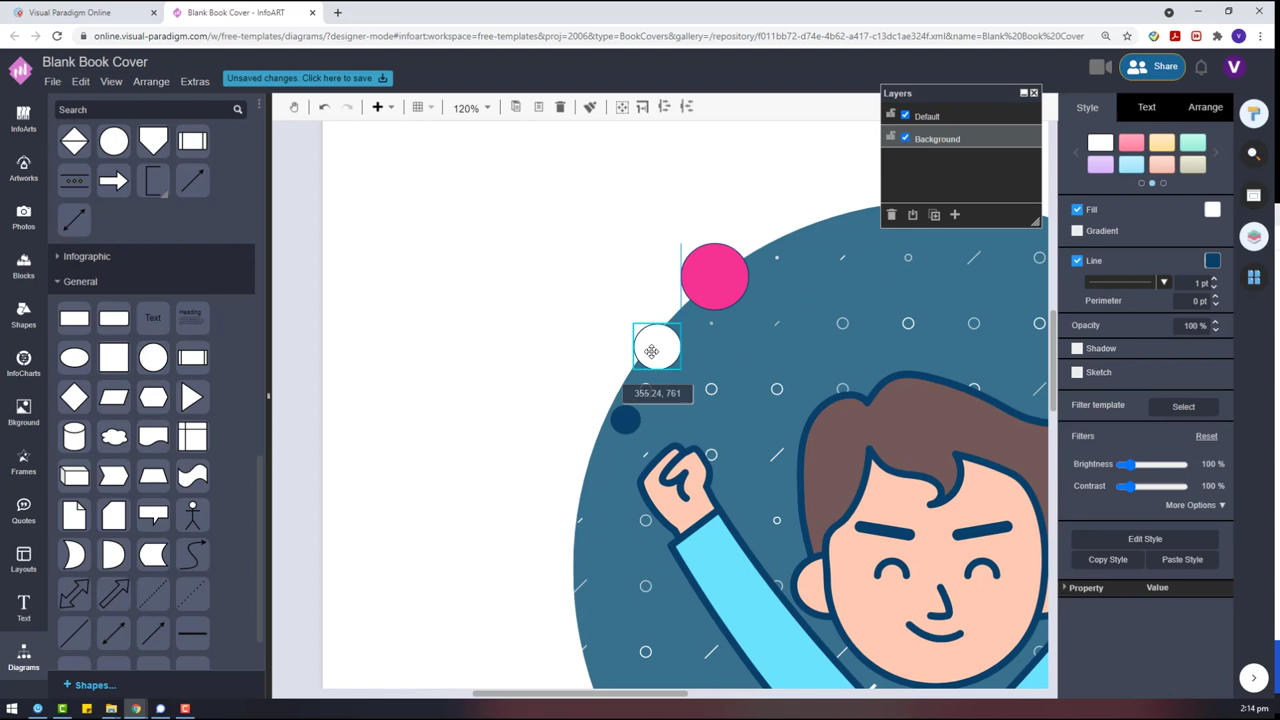 Visual Paradigm Online
Blank Book Cover - InfoART
online.visual-paradigm.com/w/free-templates/diagrams/?designer-mode#infoart:workspace=free-templates&proj=2006&type=BookCovers&gallery=/repository/f011bb72-d74e-4b62-a417-c13dc1ae324f.xml&name=Blank%20Book%20Cover
V
Blank Book Cover
File Edit View Arrange Extras
Unsaved changes. Click here to save
Share
V
InfoArts
Artworks
Photos
Blocks
Shapes
InfoCharts
Background
Frames
Quotes
Layouts
Text
Diagrams
Search
Infographic
General
Text
Heading
Shapes...
120%
355.24, 761
Layers
Default
Background
Style Text Arrange
Fill
Gradient
Line
1 pt
Perimeter 0 pt
Opacity 100 %
Shadow
Sketch
Filter template Select
Filters Reset
Brightness 100 %
Contrast 100 %
More Options
Edit Style
Copy Style Paste Style
Property Value
2:14 pm